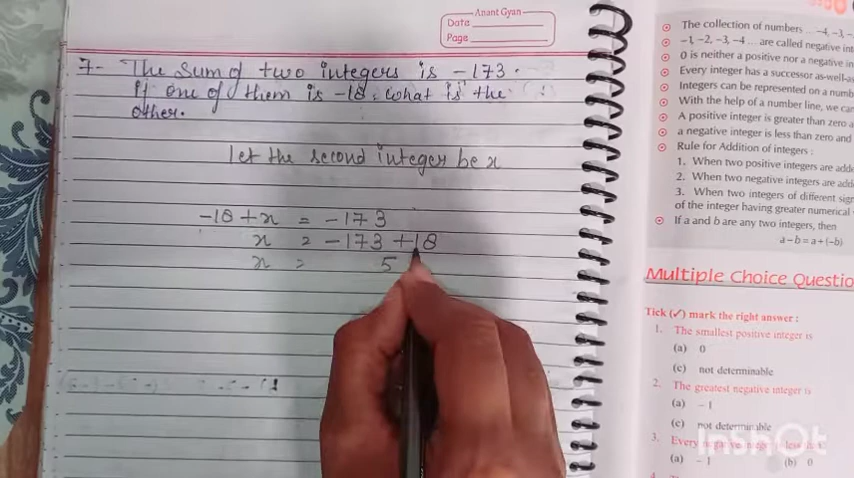 Anant Gyan
Date
Page
7- The sum of two integers is -173.
If one of them is -18, what is the
other.
let the second integer be x
-18 + x = -173
x = -173 + 18
x = 5
The collection of numbers ... -4, -3, -
-1, -2, -3, -4 ... are called negative int
0 is neither a positive nor a negative in
Every integer has a successor as-well-as
Integers can be represented on a numb
With the help of number line, we can
A positive integer is greater than zero a
a negative integer is less than zero and
Rule for Addition of integers :
1. When two positive integers are adde
2. When two negative integers are adde
3. When two integers of different sign
of the integer having greater numerical
If a and b are any two integers, then
a – b = a + (–b)
Multiple Choice Questio
Tick (✓) mark the right answer :
1. The smallest positive integer is
(a) 0
(c) not determinable
2. The greatest negative integer is
(a) – 1
(c) not determinable
3. Every negative integer is less than
(a) – 1 (b) 0
InShOt